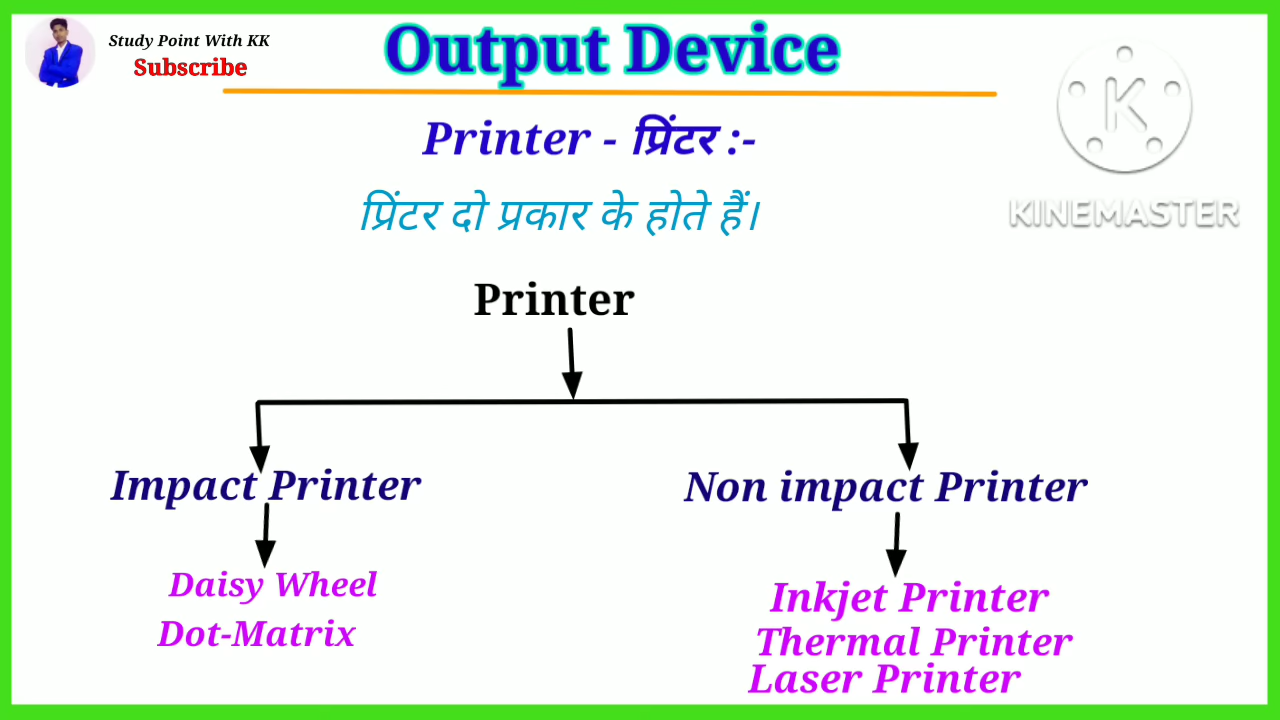 Study Point With KK
Subscribe
Output Device
K
KINEMASTER
Printer - प्रिंटर :-
प्रिंटर दो प्रकार के होते हैं।
Printer
Impact Printer
Non impact Printer
Daisy Wheel
Dot-Matrix
Inkjet Printer
Thermal Printer
Laser Printer